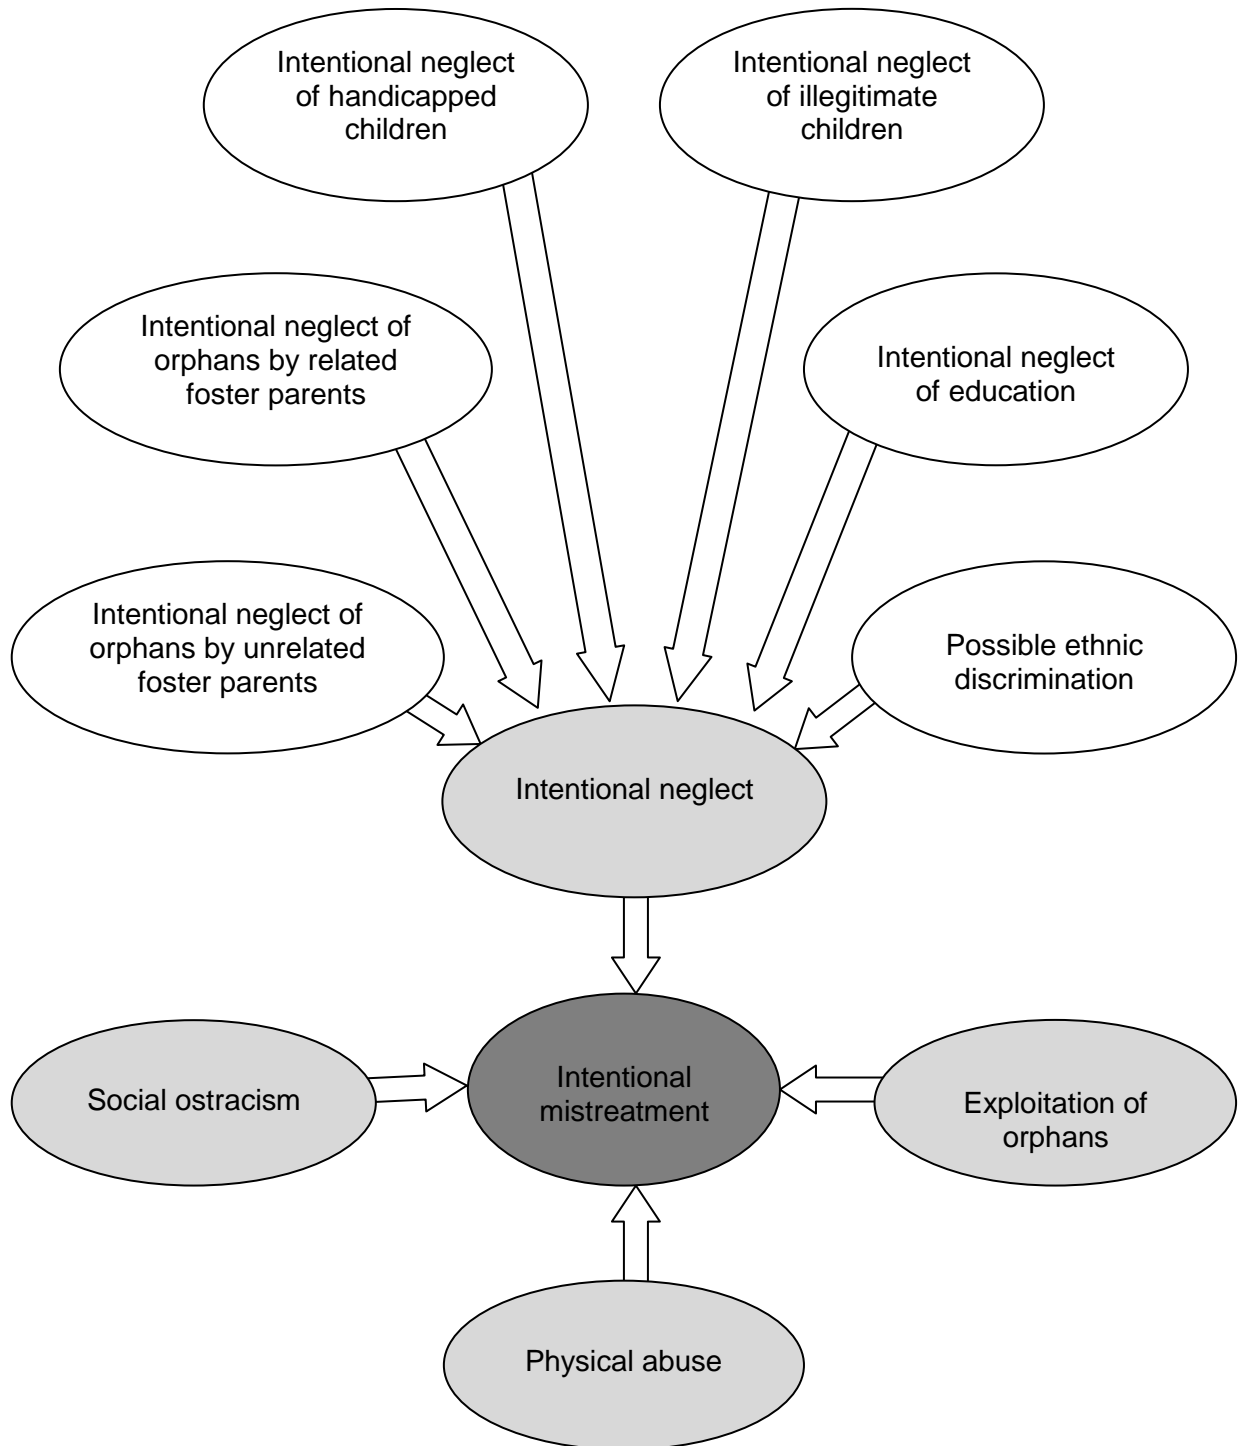 Intentional neglect
of handicapped
children
Intentional neglect
of illegitimate
children
Intentional neglect of
orphans by related
foster parents
Intentional neglect
of education
Intentional neglect of
orphans by unrelated
foster parents
Possible ethnic
discrimination
Intentional neglect
Social ostracism
Intentional
mistreatment
Exploitation of
orphans
Physical abuse